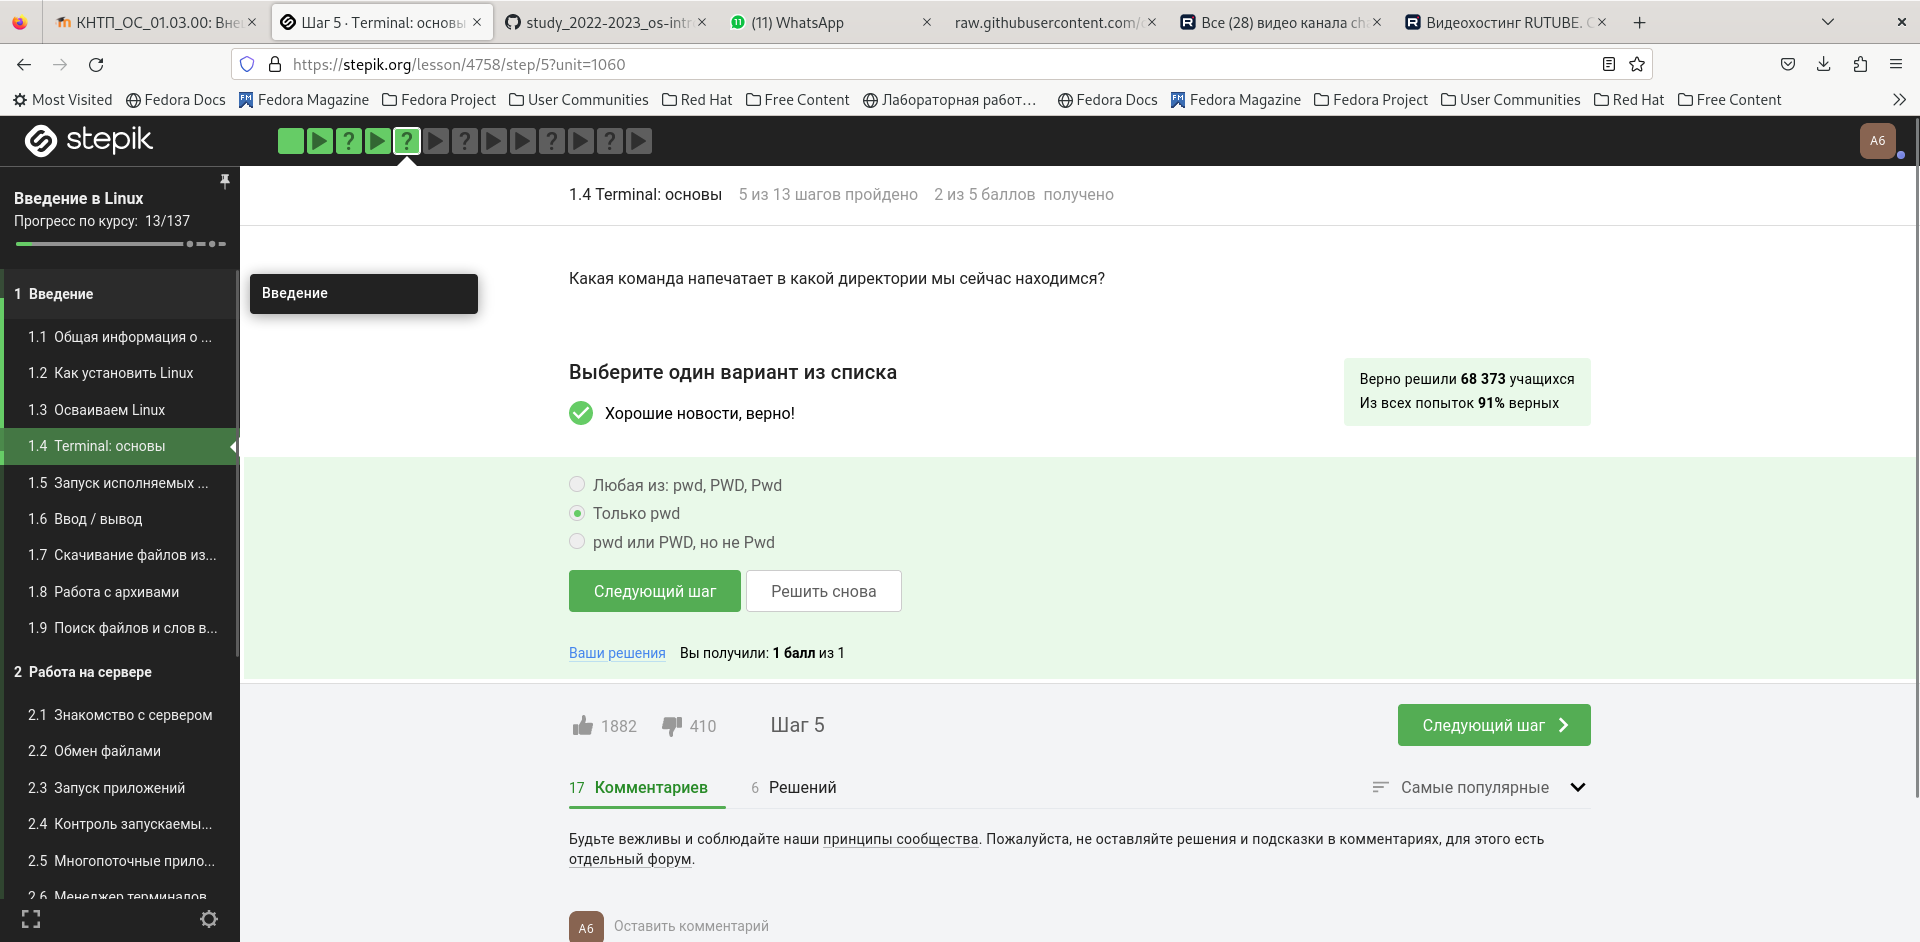 КНТП_ОС_01.03.00: Вне
Шаг 5 · Terminal: основы
study_2022-2023_os-intr
(11) WhatsApp
raw.githubusercontent.com/
Все (28) видео канала
Видеохостинг RUTUBE.
https://stepik.org/lesson/4758/step/5?unit=1060
Most Visited
Fedora Docs
Fedora Magazine
Fedora Project
User Communities
Red Hat
Free Content
Лабораторная работ…
Fedora Docs
Fedora Magazine
Fedora Project
User Communities
Red Hat
Free Content
stepik
A6
Введение в Linux
Прогресс по курсу: 13/137
1 Введение
1.1 Общая информация о ...
1.2 Как установить Linux
1.3 Осваиваем Linux
1.4 Terminal: основы
1.5 Запуск исполняемых ...
1.6 Ввод / вывод
1.7 Скачивание файлов из...
1.8 Работа с архивами
1.9 Поиск файлов и слов в...
2 Работа на сервере
2.1 Знакомство с сервером
2.2 Обмен файлами
2.3 Запуск приложений
2.4 Контроль запускаемы...
2.5 Многопоточные прило...
2.6 Менеджер терминалов
Введение
1.4 Terminal: основы 5 из 13 шагов пройдено 2 из 5 баллов получено
Какая команда напечатает в какой директории мы сейчас находимся?
Выберите один вариант из списка
Хорошие новости, верно!
Верно решили 68 373 учащихся
Из всех попыток 91% верных
Любая из: pwd, PWD, Pwd
Только pwd
pwd или PWD, но не Pwd
Следующий шаг
Решить снова
Ваши решения Вы получили: 1 балл из 1
1882
410
Шаг 5
Следующий шаг
17 Комментариев
6 Решений
Самые популярные
Будьте вежливы и соблюдайте наши принципы сообщества. Пожалуйста, не оставляйте решения и подсказки в комментариях, для этого есть
отдельный форум.
A6
Оставить комментарий